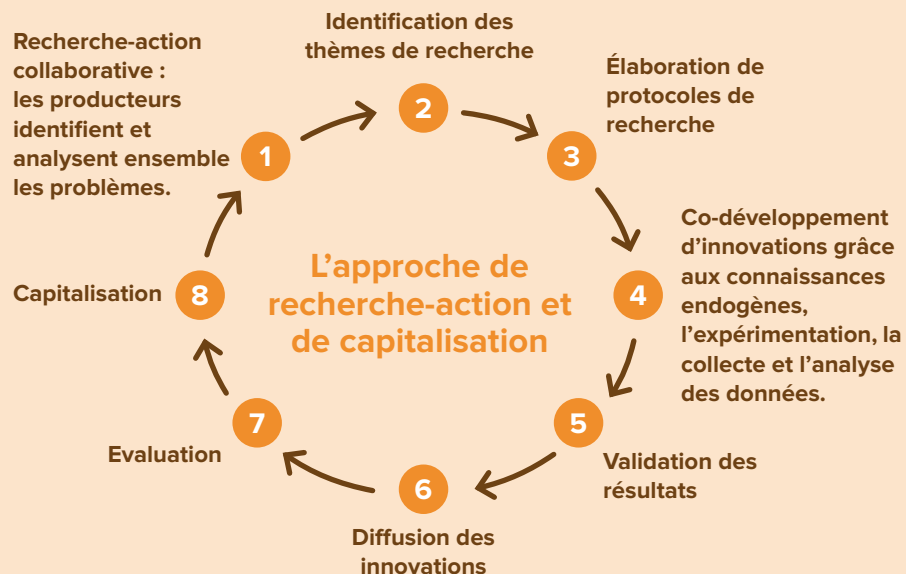 Recherche-action
collaborative :
les producteurs
identifient et
analysent ensemble
les problèmes.
1
Identification des
thèmes de recherche
2
Élaboration de
protocoles de
recherche
3
Co-développement
d’innovations grâce
aux connaissances
endogènes,
l’expérimentation, la
collecte et l’analyse
des données.
4
Validation des
résultats
5
6
Diffusion des
innovations
Evaluation
7
Capitalisation
8
L’approche de
recherche-action et
de capitalisation